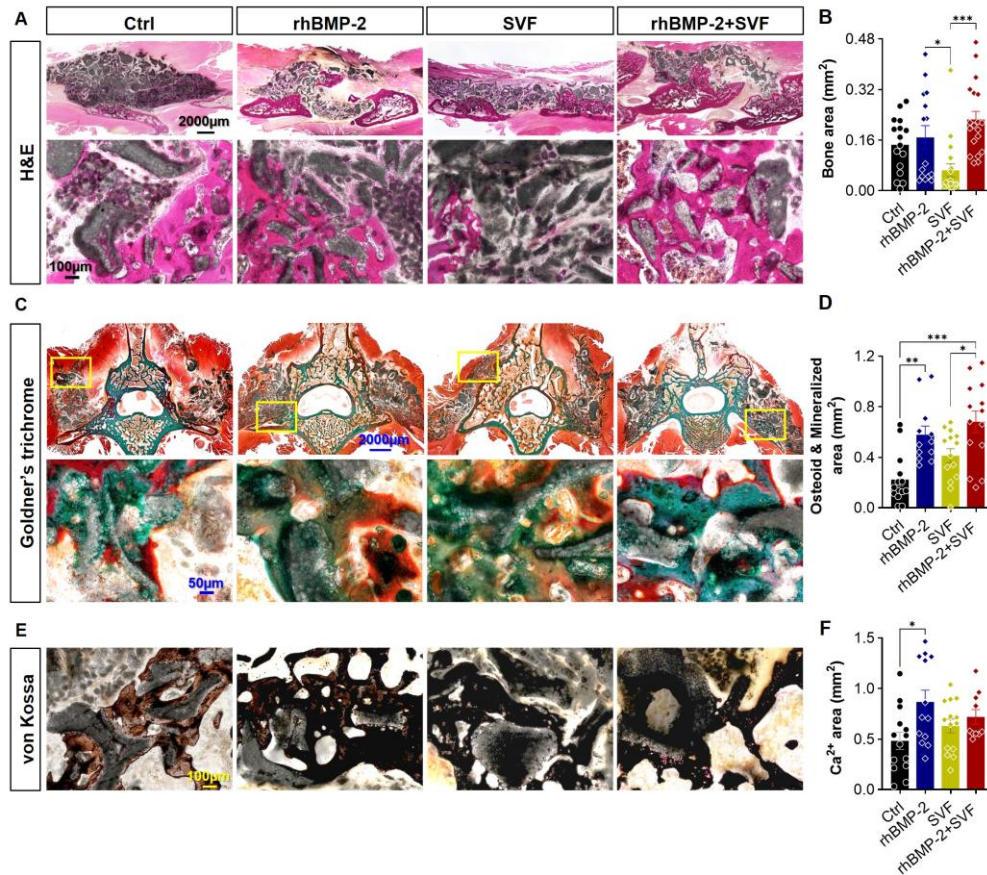 A
Ctrl
rhBMP-2
SVF
rhBMP-2+SVF
H&E
2000µm
100µm
B
Bone area (mm²)
0.48
0.32
0.16
0.00
*
***
Ctrl
rhBMP-2
SVF
rhBMP-2+SVF
C
Goldner's trichrome
2000µm
50µm
D
Osteoid & Mineralized
area (mm²)
1.2
0.8
0.4
0.0
***
**
*
Ctrl
rhBMP-2
SVF
rhBMP-2+SVF
E
von Kossa
100µm
F
Ca²⁺ area (mm²)
1.5
1.0
0.5
0.0
*
Ctrl
rhBMP-2
SVF
rhBMP-2+SVF